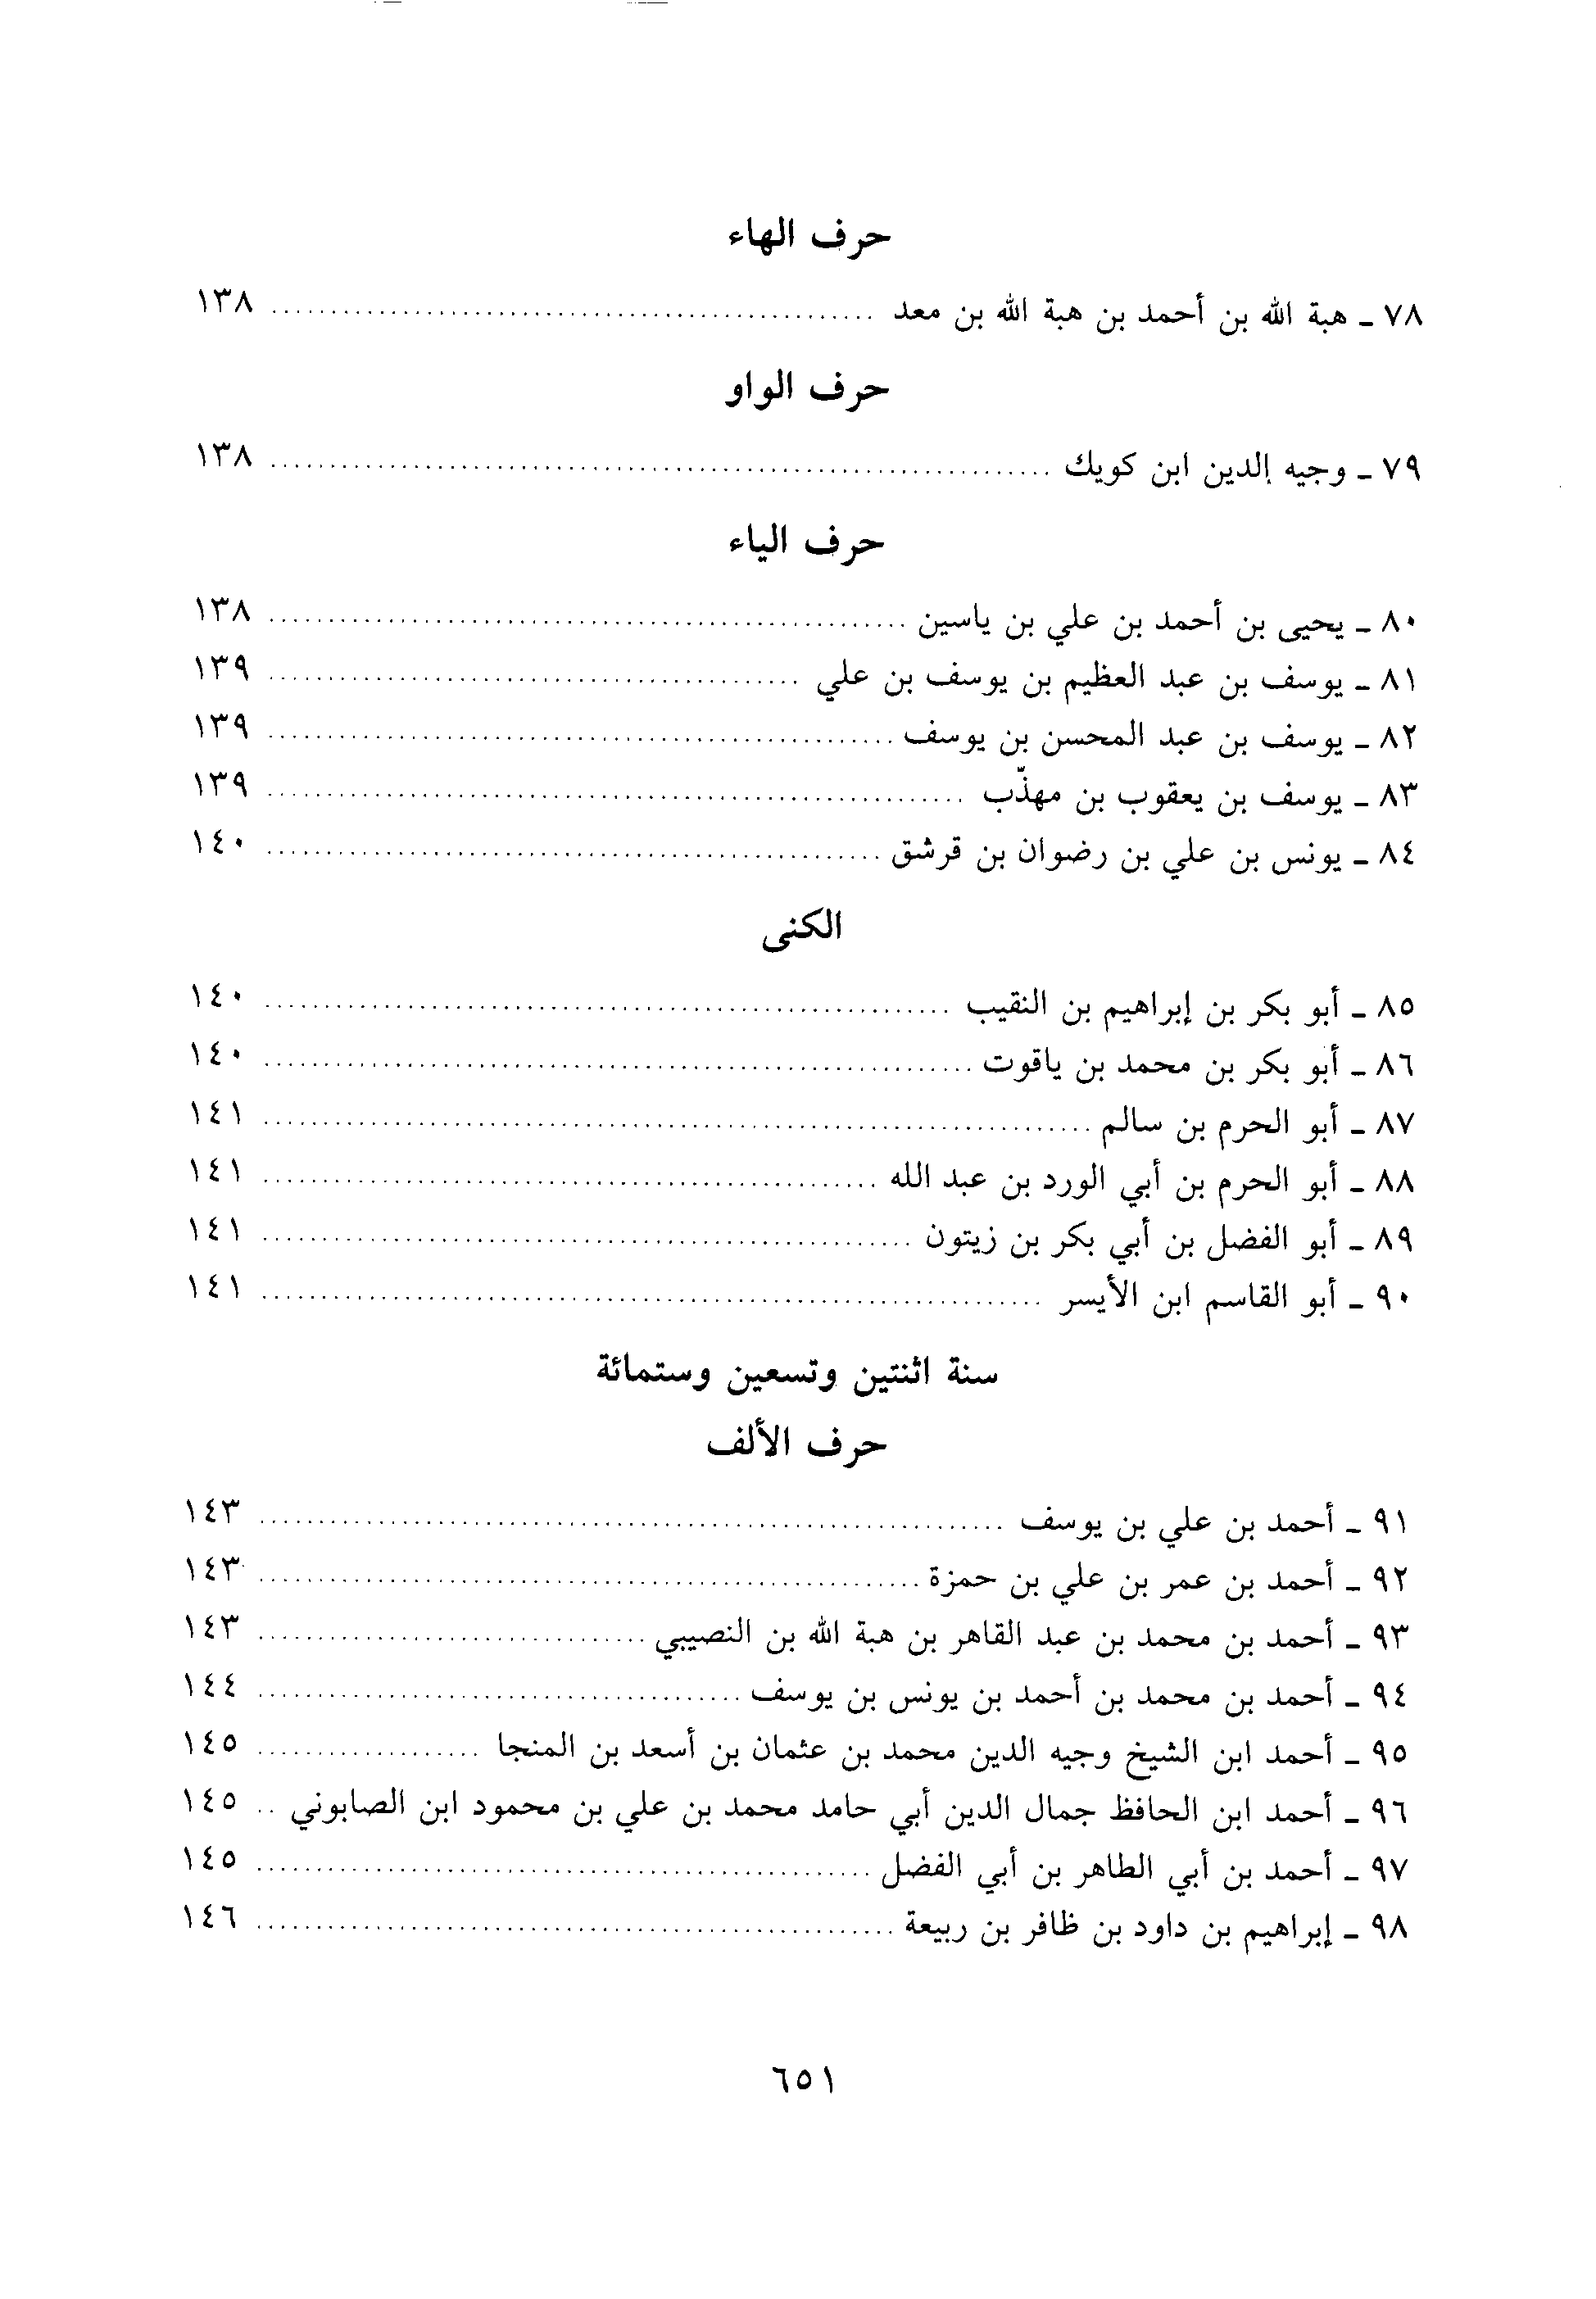 حرف الهاء
٧٨ ـ هبة الله بن أحمد بن هبة الله بن معد ........ ١٣٨
حرف الواو
٧٩ ـ وجيه إلدين ابن كويك ........ ١٣٨
حرف الياء
٨٠ ـ يحيى بن أحمد بن علي بن ياسين ........ ١٣٨
٨١ ـ يوسف بن عبد العظيم بن يوسف بن علي ........ ١٣٩
٨٢ ـ يوسف بن عبد المحسن بن يوسف ........ ١٣٩
٨٣ ـ يوسف بن يعقوب بن مهذّب ........ ١٣٩
٨٤ ـ يونس بن علي بن رضوان بن قرشق ........ ١٤٠
الكنى
٨٥ ـ أبو بكر بن إبراهيم بن النقيب ........ ١٤٠
٨٦ ـ أبو بكر بن محمد بن ياقوت ........ ١٤٠
٨٧ ـ أبو الحرم بن سالم ........ ١٤١
٨٨ ـ أبو الحرم بن أبي الورد بن عبد الله ........ ١٤١
٨٩ ـ أبو الفضل بن أبي بكر بن زيتون ........ ١٤١
٩٠ ـ أبو القاسم ابن الأيسر ........ ١٤١
سنة اثنتين وتسعين وستمائة
حرف الألف
٩١ ـ أحمد بن علي بن يوسف ........ ١٤٣
٩٢ ـ أحمد بن عمر بن علي بن حمزة ........ ١٤٣
٩٣ ـ أحمد بن محمد بن عبد القاهر بن هبة الله بن النصيبي ........ ١٤٣
٩٤ ـ أحمد بن محمد بن أحمد بن يونس بن يوسف ........ ١٤٤
٩٥ ـ أحمد ابن الشيخ وجيه الدين محمد بن عثمان بن أسعد بن المنجا ........ ١٤٥
٩٦ ـ أحمد ابن الحافظ جمال الدين أبي حامد محمد بن علي بن محمود ابن الصابوني .. ١٤٥
٩٧ ـ أحمد بن أبي الطاهر بن أبي الفضل ........ ١٤٥
٩٨ ـ إبراهيم بن داود بن ظافر بن ربيعة ........ ١٤٦
٦٥١